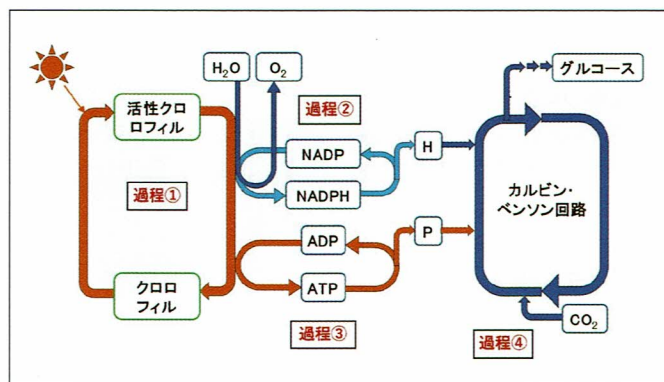 H₂O
O₂
過程②
グルコース
活性クロ
ロフィル
NADP
H
過程①
NADPH
カルビン・
ベンソン回路
ADP
P
クロロ
フィル
ATP
過程③
過程④
CO₂